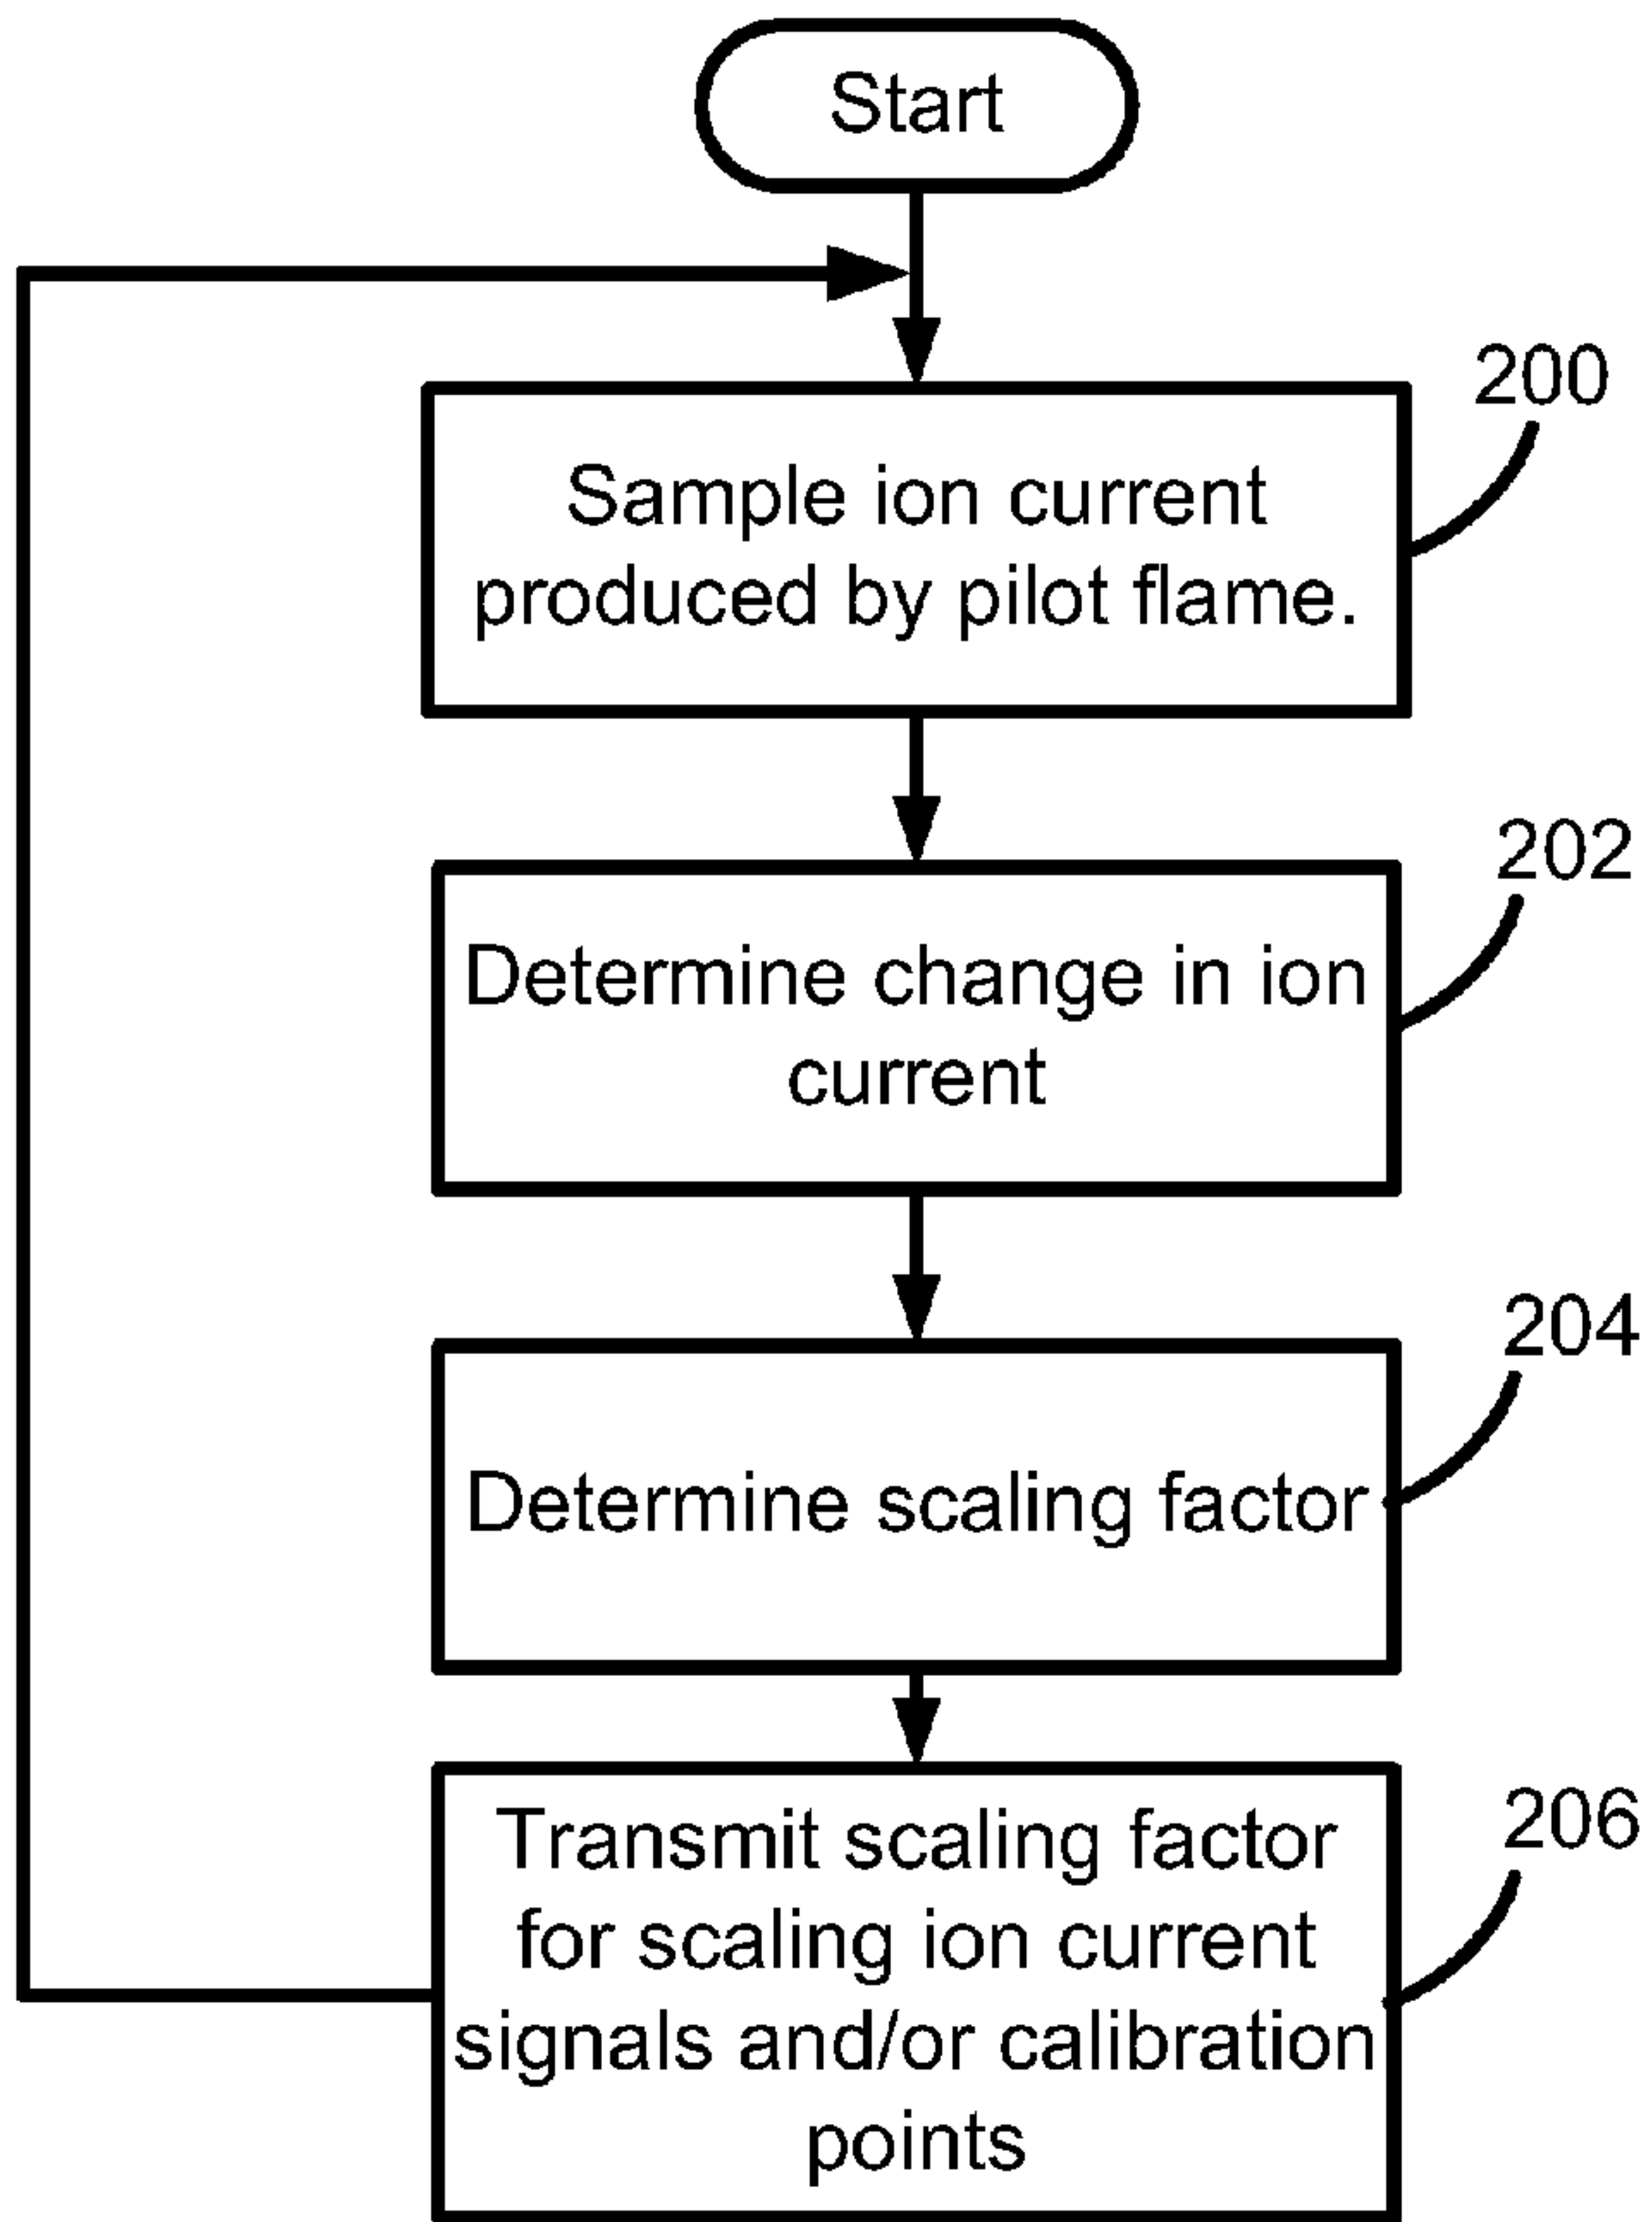 Start
200
Sample ion current
produced by pilot flame.
202
Determine change in ion
current
204
Determine scaling factor
206
Transmit scaling factor
for scaling ion current
signals and/or calibration
points